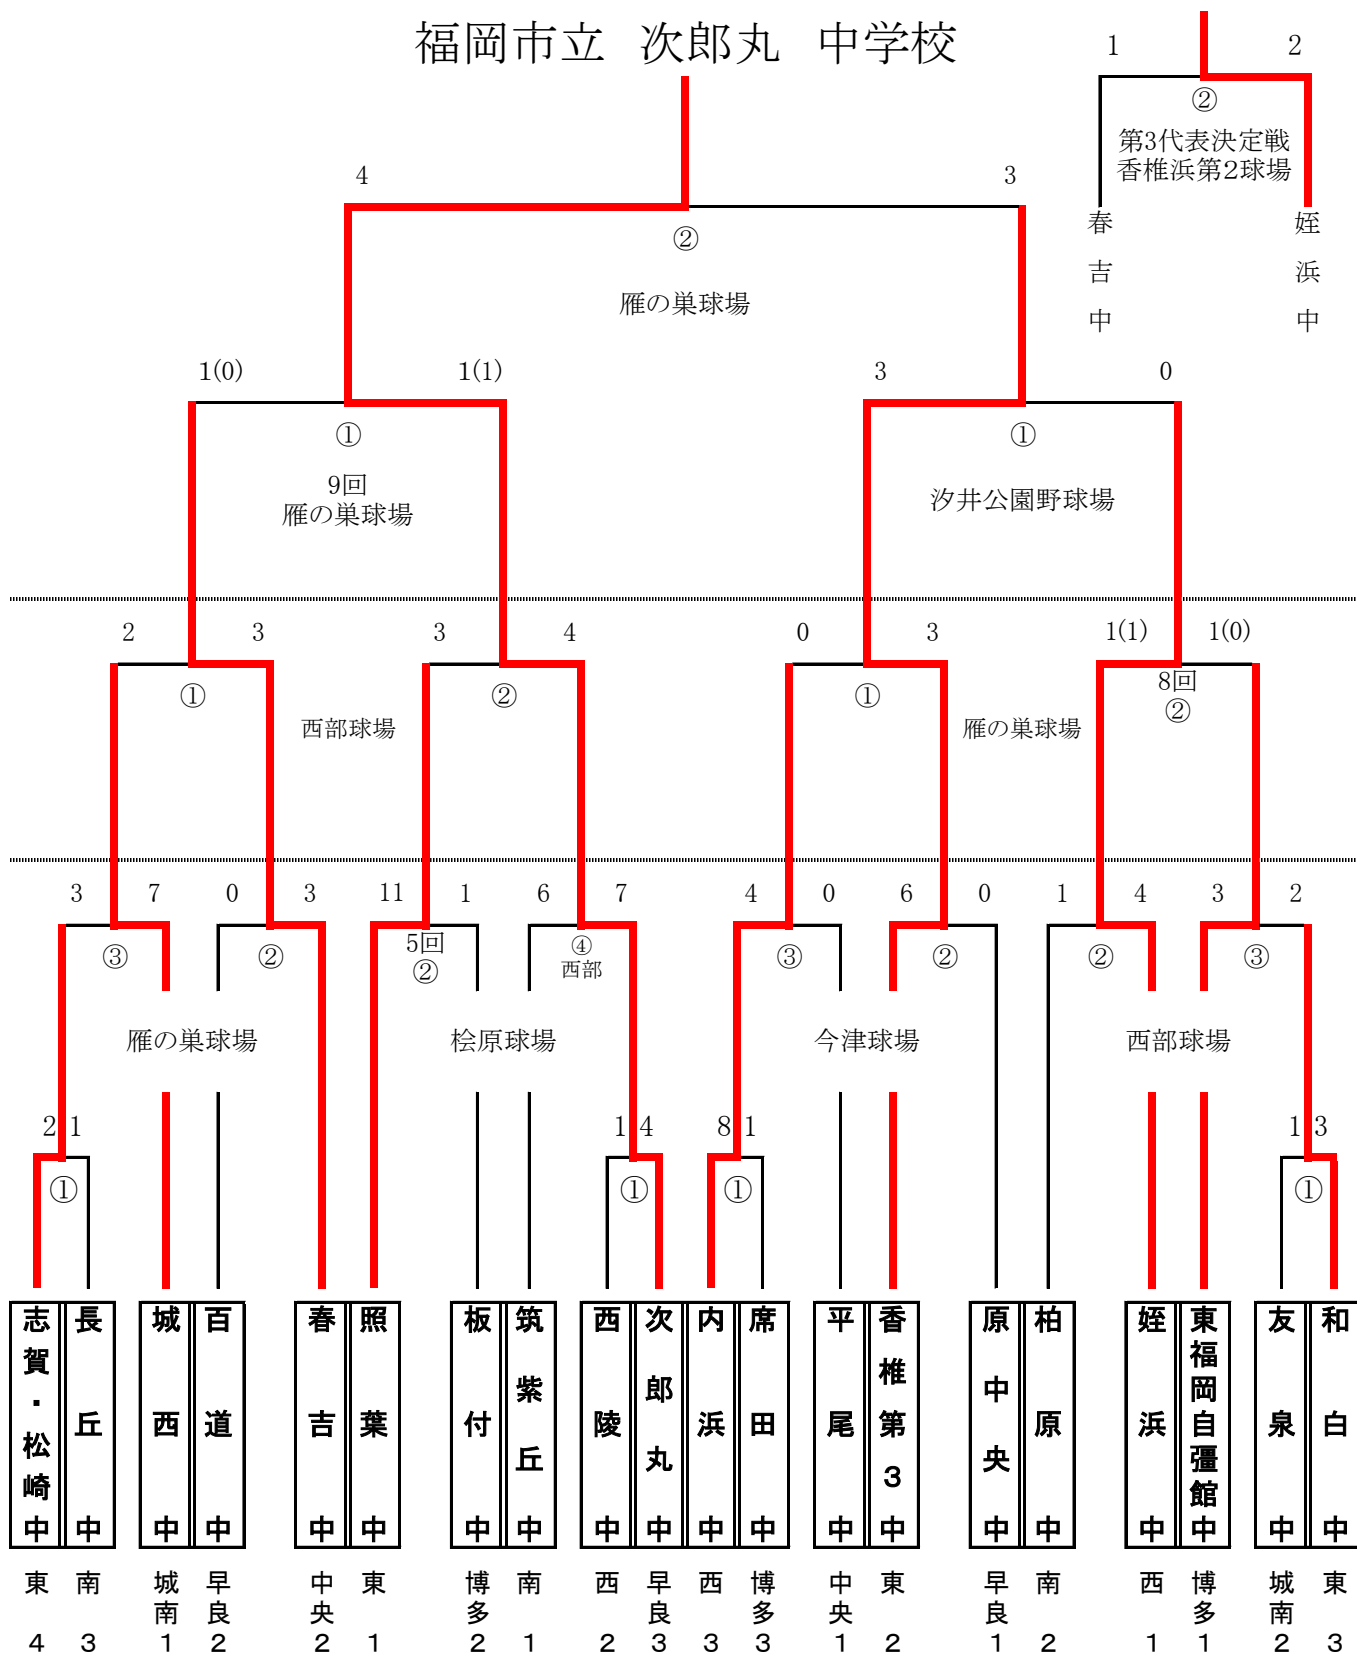 福岡市立 次郎丸 中学校
1 2
②
第3代表決定戦
香椎浜第2球場
春吉中 姪浜中
4 3
②
雁の巣球場
1(0) 1(1) 3 0
① ①
9回
雁の巣球場 汐井公園野球場
2 3 3 4 0 3 1(1) 1(0)
① ② ① 8回
②
西部球場 雁の巣球場
3 7 0 3 11 1 6 7 4 0 6 0 1 4 3 2
③ ② 5回 ④ ③ ② ② ③
② 西部
雁の巣球場 桧原球場 今津球場 西部球場
2 1 1 4 8 1 1 3
① ① ① ①
志賀・松崎中
長丘中
城西中
百道中
春吉中
照葉中
板付中
筑紫丘中
西陵中
次郎丸中
内浜中
席田中
平尾中
香椎第3中
原中央中
柏原中
姪浜中
東福岡自彊館中
友泉中
和白中
東 南 城南 早良 中央 東 博多 南 西 早良 西 博多 中央 東 早良 南 西 博多 城南 東
4 3 1 2 2 1 2 1 2 3 3 3 1 2 1 2 1 1 2 3